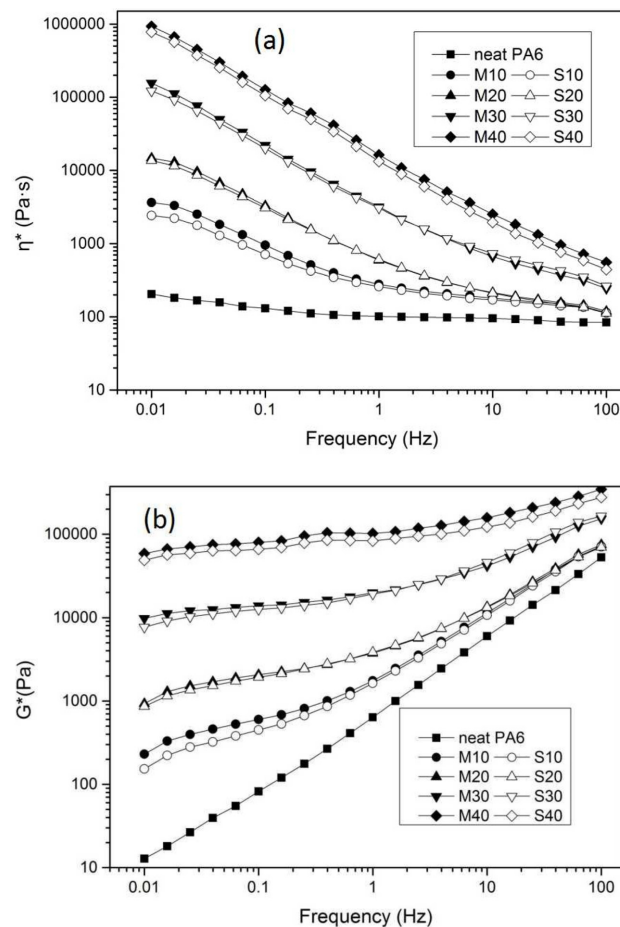 (a)
η* (Pa·s)
1000000
100000
10000
1000
100
10
neat PA6
M10 S10
M20 S20
M30 S30
M40 S40
0.01 0.1 1 10 100
Frequency (Hz)
(b)
G*(Pa)
100000
10000
1000
100
10
neat PA6
M10 S10
M20 S20
M30 S30
M40 S40
0.01 0.1 1 10 100
Frequency (Hz)